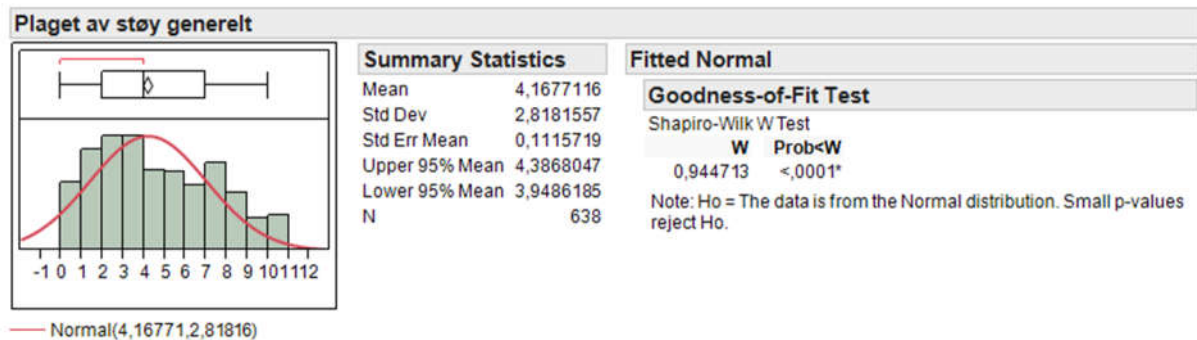 Plaget av støy generelt
Summary Statistics
Mean 4,1677116
Std Dev 2,8181557
Std Err Mean 0,1115719
Upper 95% Mean 4,3868047
Lower 95% Mean 3,9486185
N 638
Fitted Normal
Goodness-of-Fit Test
Shapiro-Wilk W Test
W Prob<W
0,944713 <,0001*
Note: Ho = The data is from the Normal distribution. Small p-values
reject Ho.
-1 0 1 2 3 4 5 6 7 8 9 10 11 12
Normal(4,16771,2,81816)